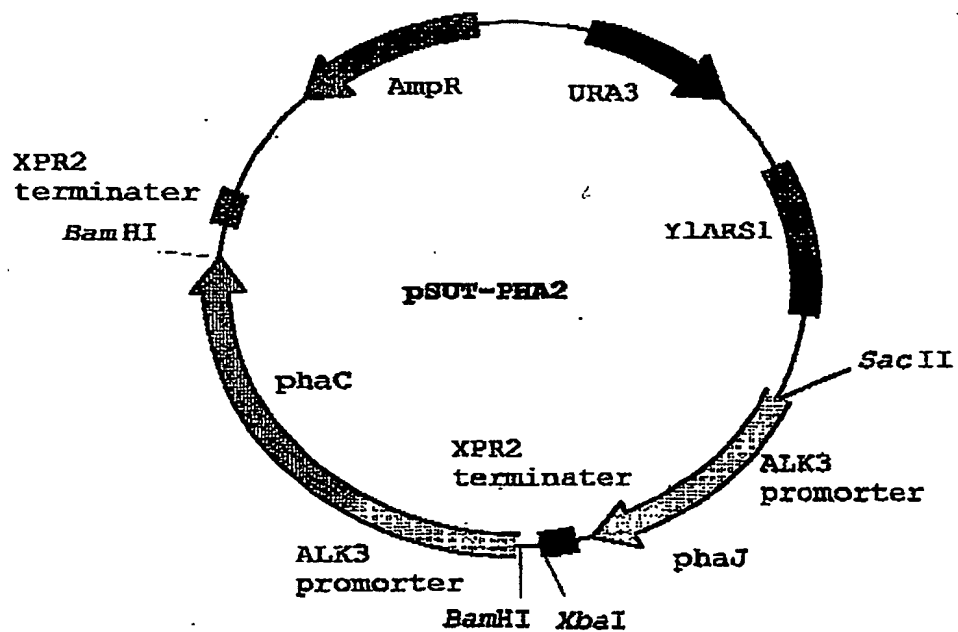 AmpR
URA3
XPR2
terminater
BamHI
YlARS1
pSUT-PHA2
SacII
phaC
XPR2
terminater
ALK3
promorter
ALK3
promorter
phaJ
BamHI
XbaI